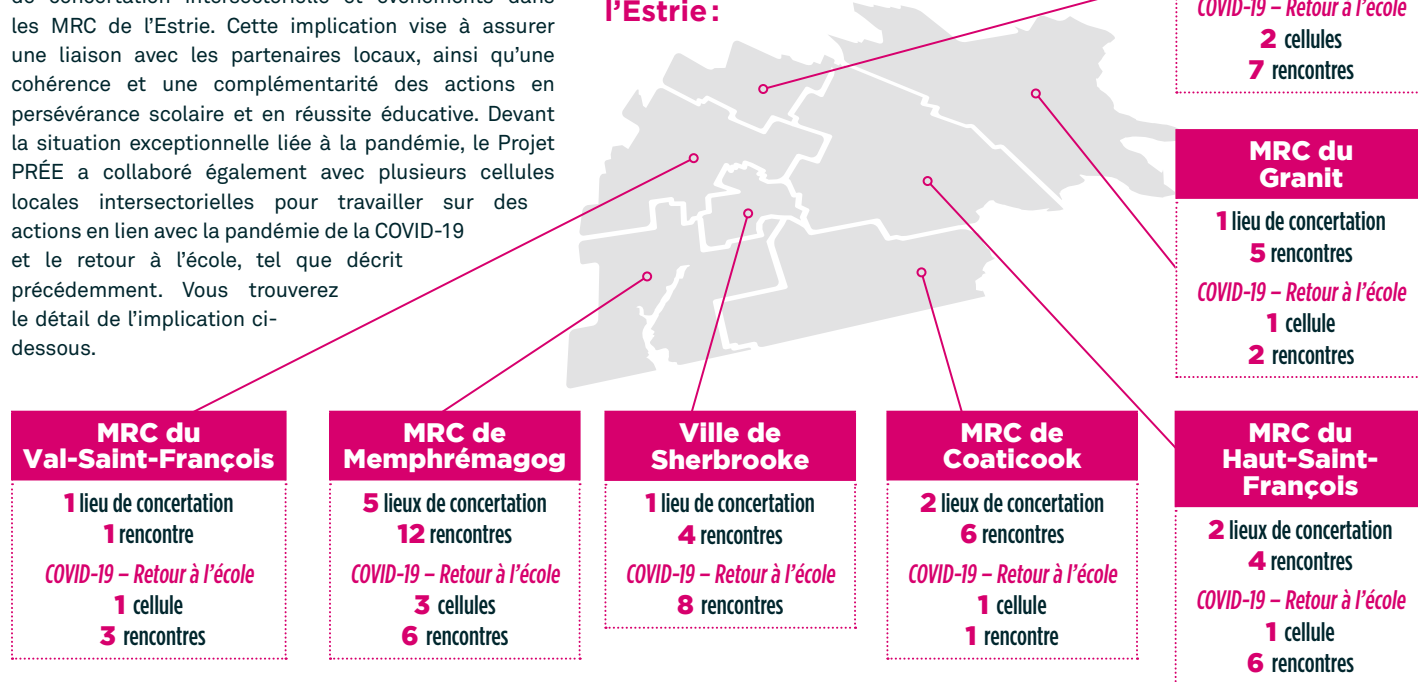 de concertation intersectorielle et événements dans
les MRC de l'Estrie. Cette implication vise à assurer
une liaison avec les partenaires locaux, ainsi qu'une
cohérence et une complémentarité des actions en
persévérance scolaire et en réussite éducative. Devant
la situation exceptionnelle liée à la pandémie, le Projet
PRÉE a collaboré également avec plusieurs cellules
locales intersectorielles pour travailler sur des
actions en lien avec la pandémie de la COVID-19
et le retour à l'école, tel que décrit
précédemment. Vous trouverez
le détail de l'implication ci-
dessous.
l'Estrie :
COVID-19 – Retour à l'école
2 cellules
7 rencontres
MRC du
Granit
1 lieu de concertation
5 rencontres
COVID-19 – Retour à l'école
1 cellule
2 rencontres
MRC du
Val-Saint-François
1 lieu de concertation
1 rencontre
COVID-19 – Retour à l'école
1 cellule
3 rencontres
MRC de
Memphrémagog
5 lieux de concertation
12 rencontres
COVID-19 – Retour à l'école
3 cellules
6 rencontres
Ville de
Sherbrooke
1 lieu de concertation
4 rencontres
COVID-19 – Retour à l'école
8 rencontres
MRC de
Coaticook
2 lieux de concertation
6 rencontres
COVID-19 – Retour à l'école
1 cellule
1 rencontre
MRC du
Haut-Saint-
François
2 lieux de concertation
4 rencontres
COVID-19 – Retour à l'école
1 cellule
6 rencontres